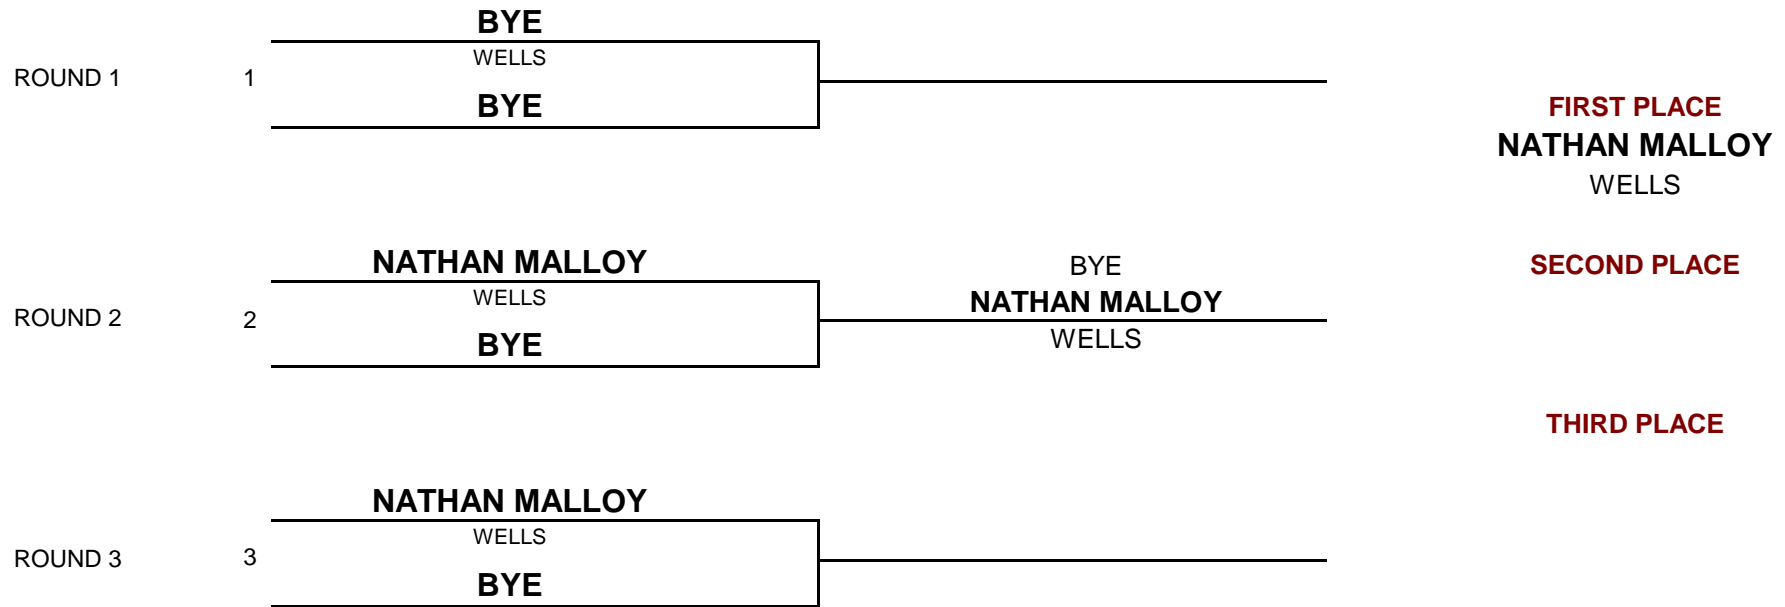 BYE
WELLS
ROUND 1
1
BYE
FIRST PLACE
NATHAN MALLOY
WELLS
NATHAN MALLOY
WELLS
ROUND 2
2
BYE
BYE
NATHAN MALLOY
WELLS
SECOND PLACE
THIRD PLACE
NATHAN MALLOY
WELLS
ROUND 3
3
BYE